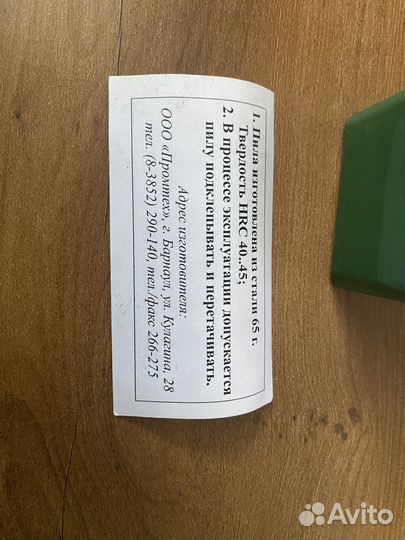 1. Пила изготовлена из стали 65 г.
Твердость HRC 40..45;
2. В процессе эксплуатации допускается
пилу подклепывать и перетачивать.
Адрес изготовителя:
ООО «Промтех», г. Барнаул, ул. Кулагина, 28
тел. (8-3852) 290-140, тел./факс 266-275
Avito